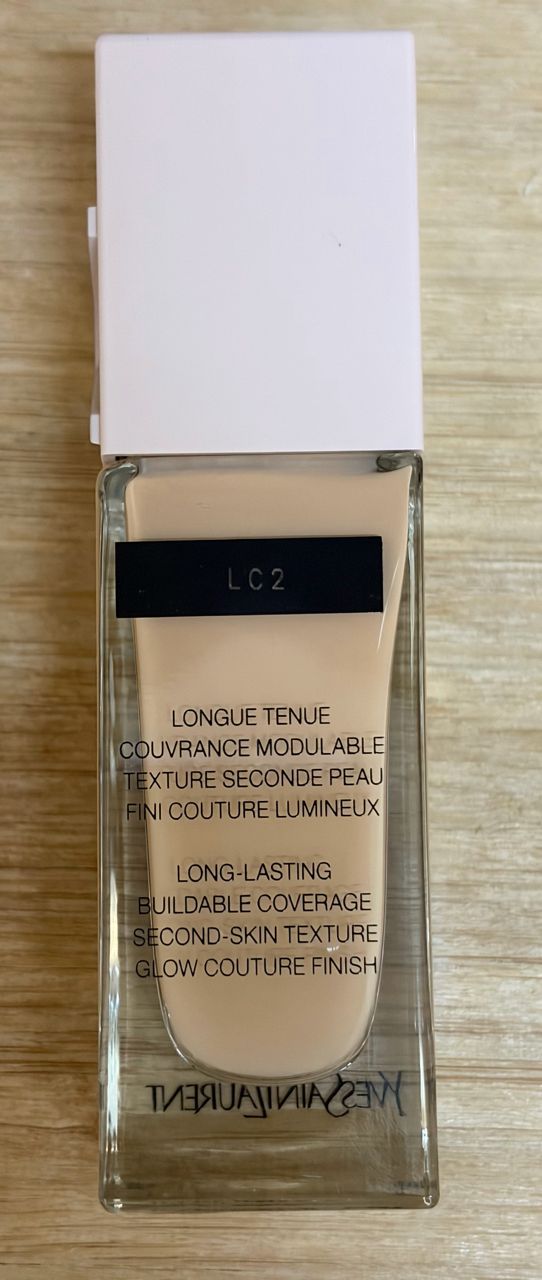 LC2
LONGUE TENUE
COUVRANCE MODULABLE
TEXTURE SECONDE PEAU
FINI COUTURE LUMINEUX
LONG-LASTING
BUILDABLE COVERAGE
SECOND-SKIN TEXTURE
GLOW COUTURE FINISH
YVESSAINTLAURENT